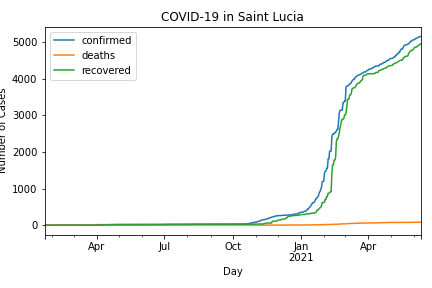 COVID-19 in Saint Lucia
confirmed
deaths
recovered
Number of Cases
5000
4000
3000
2000
1000
0
Apr
Jul
Oct
Jan
2021
Apr
Day